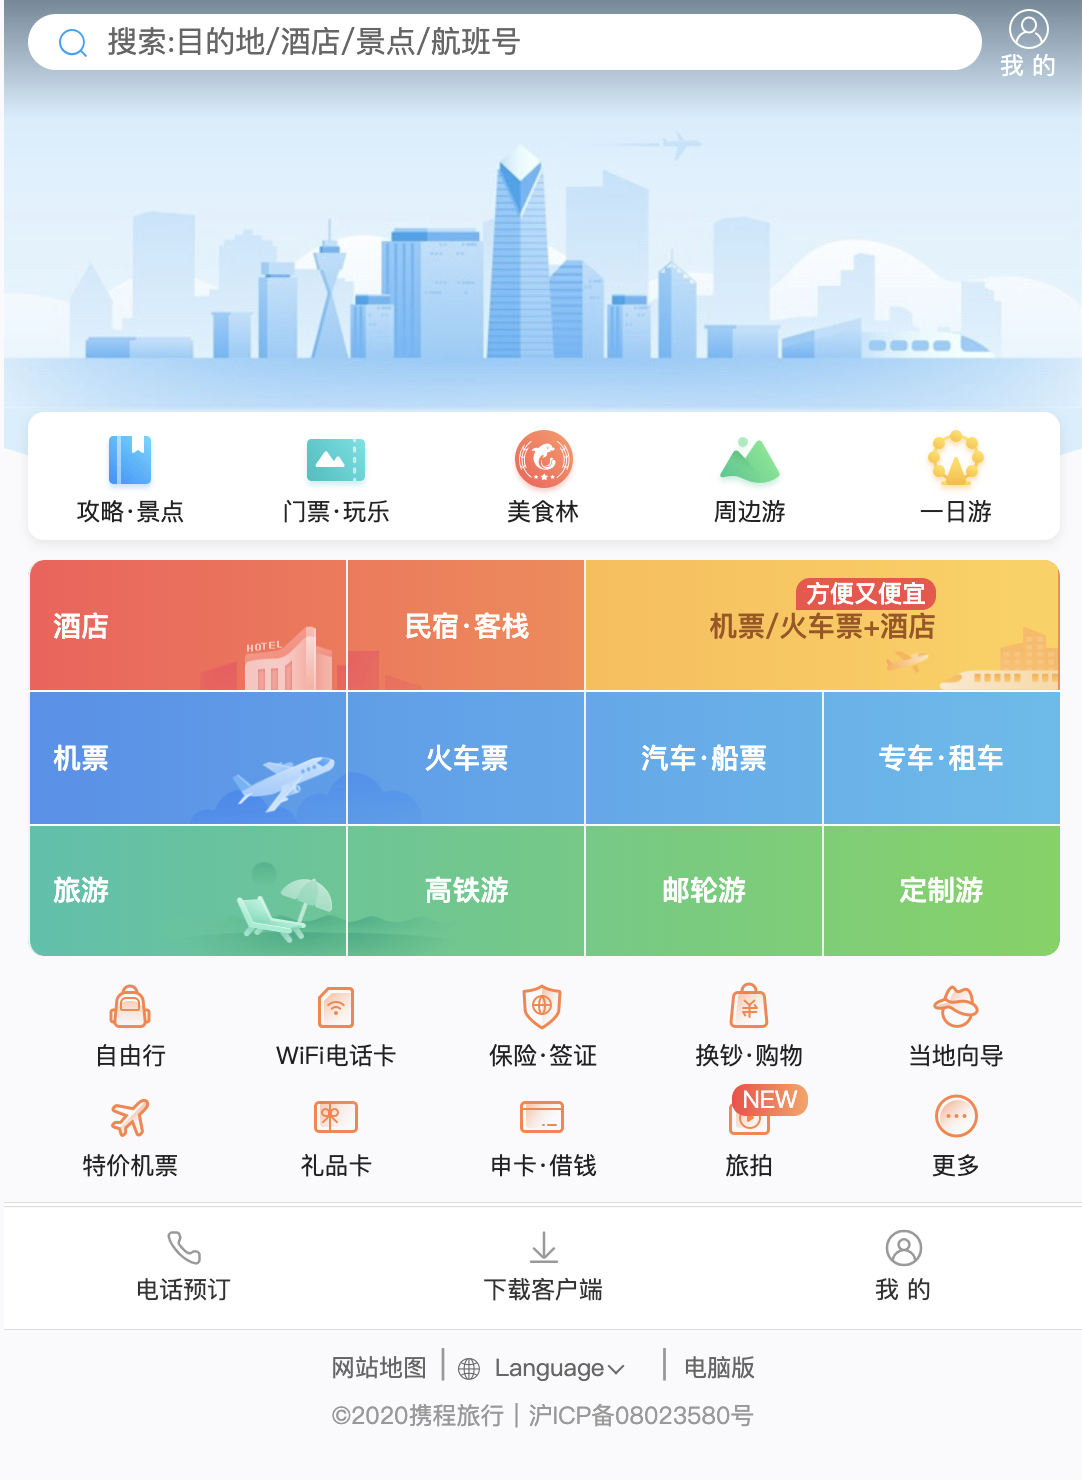 搜索:目的地/酒店/景点/航班号
我 的
攻略·景点
门票·玩乐
美食林
周边游
一日游
方便又便宜
酒店
HOTEL
民宿·客栈
机票/火车票+酒店
机票
火车票
汽车·船票
专车·租车
旅游
高铁游
邮轮游
定制游
自由行
WiFi电话卡
保险·签证
换钞·购物
当地向导
NEW
特价机票
礼品卡
申卡·借钱
旅拍
更多
电话预订
下载客户端
我 的
网站地图
Language
电脑版
©2020携程旅行 | 沪ICP备08023580号